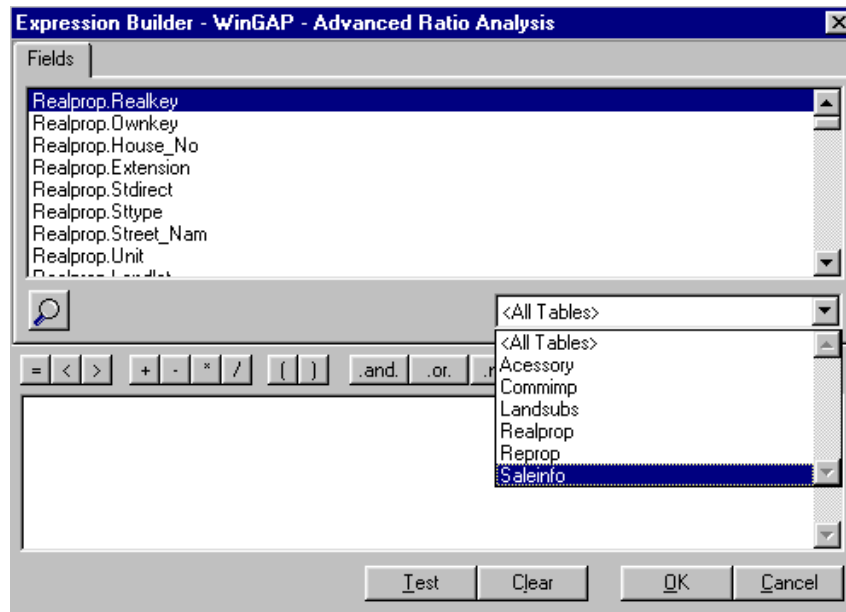 Expression Builder - WinGAP - Advanced Ratio Analysis
Fields
Realprop.Realkey
Realprop.Ownkey
Realprop.House_No
Realprop.Extension
Realprop.Stdirect
Realprop.Sttype
Realprop.Street_Nam
Realprop.Unit
<All Tables>
<All Tables>
Acessory
Commimp
Landsubs
Realprop
Reprop
Saleinfo
= < > + - * / ( ) .and. .or.
Test Clear OK Cancel